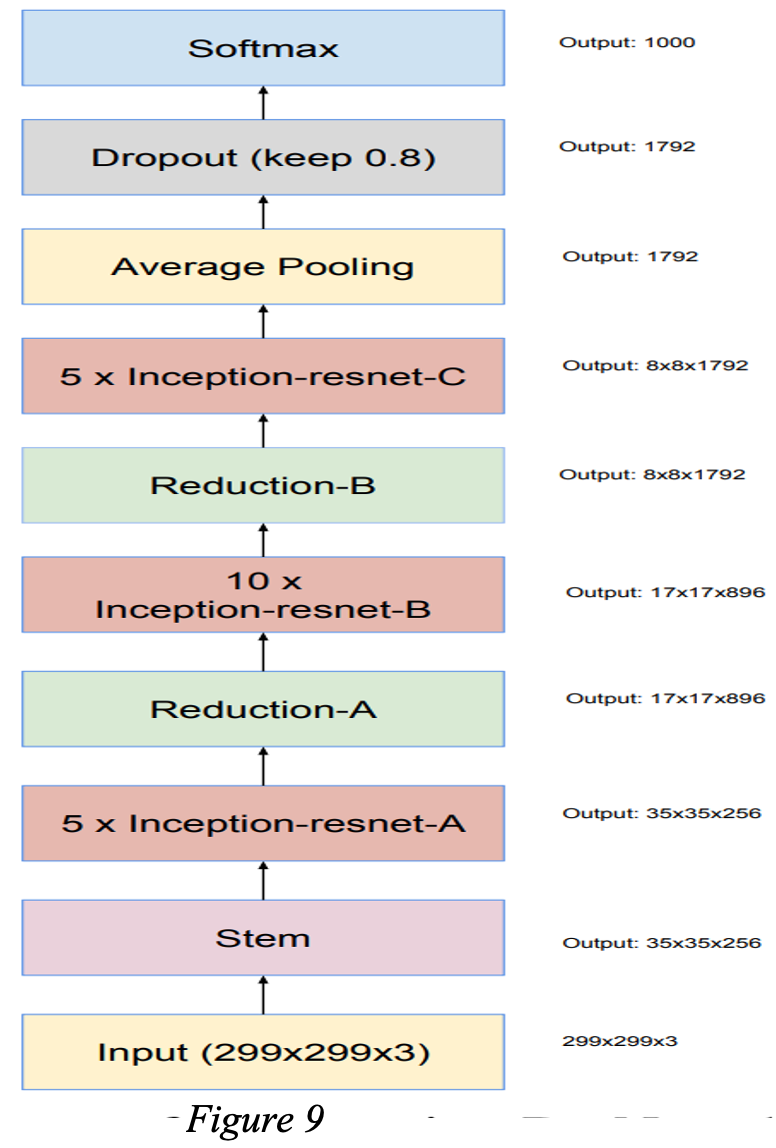 Softmax
Output: 1000
Dropout (keep 0.8)
Output: 1792
Average Pooling
Output: 1792
5 x Inception-resnet-C
Output: 8x8x1792
Reduction-B
Output: 8x8x1792
10 x
Inception-resnet-B
Output: 17x17x896
Reduction-A
Output: 17x17x896
5 x Inception-resnet-A
Output: 35x35x256
Stem
Output: 35x35x256
Input (299x299x3)
299x299x3
Figure 9